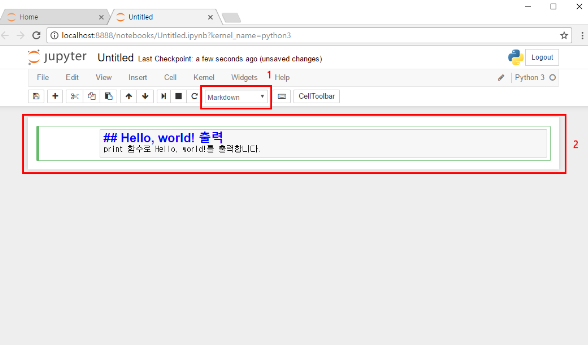 Home
Untitled
localhost:8888/notebooks/Untitled.ipynb?kernel_name=python3
jupyter Untitled Last Checkpoint: a few seconds ago (unsaved changes)
Logout
File Edit View Insert Cell Kernel Widgets Help
Python 3
1
Markdown
CellToolbar
## Hello, world! 출력
print 함수로 Hello, world!를 출력합니다.
2